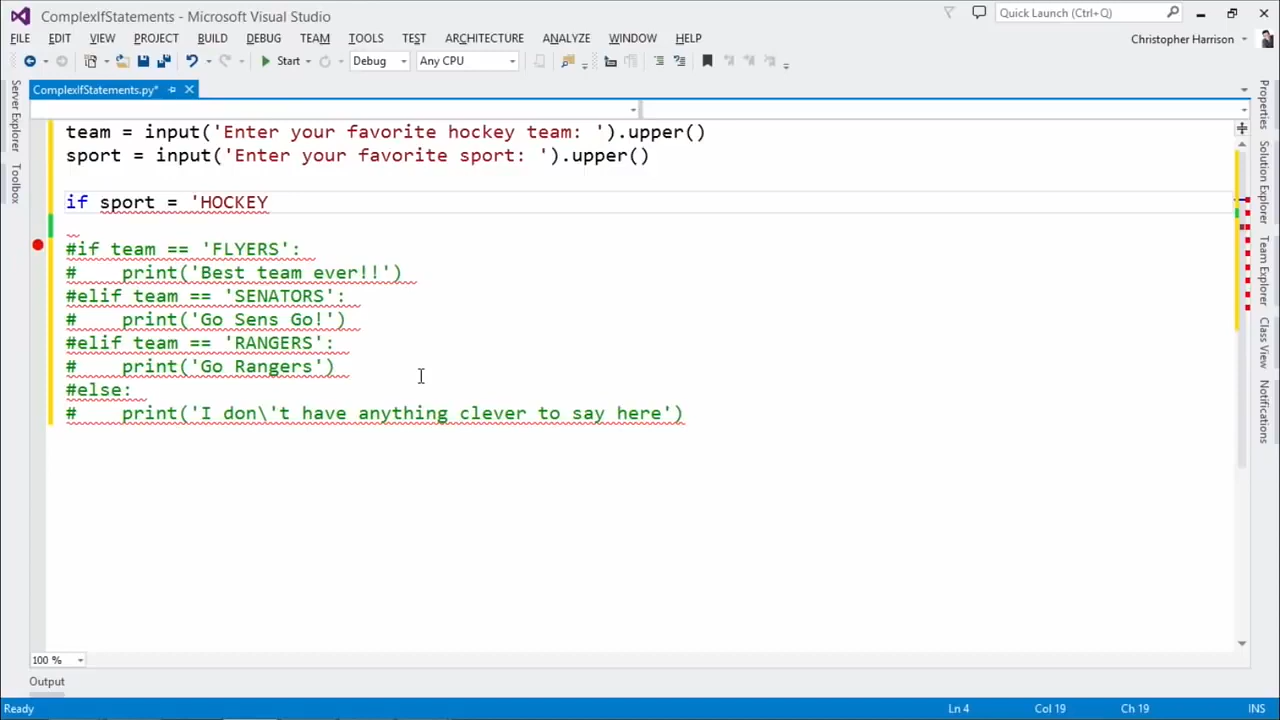 ComplexIfStatements - Microsoft Visual Studio
Quick Launch (Ctrl+Q)
FILE EDIT VIEW PROJECT BUILD DEBUG TEAM TOOLS TEST ARCHITECTURE ANALYZE WINDOW HELP
Christopher Harrison
Start Debug Any CPU
ComplexIfStatements.py*
team = input('Enter your favorite hockey team: ').upper()
sport = input('Enter your favorite sport: ').upper()
if sport = 'HOCKEY
#if team == 'FLYERS':
#    print('Best team ever!!')
#elif team == 'SENATORS':
#    print('Go Sens Go!')
#elif team == 'RANGERS':
#    print('Go Rangers')
#else:
#    print('I don\'t have anything clever to say here')
Server Explorer
Toolbox
Properties
Solution Explorer
Team Explorer
Class View
Notifications
100 %
Output
Ready
Ln 4 Col 19 Ch 19 INS